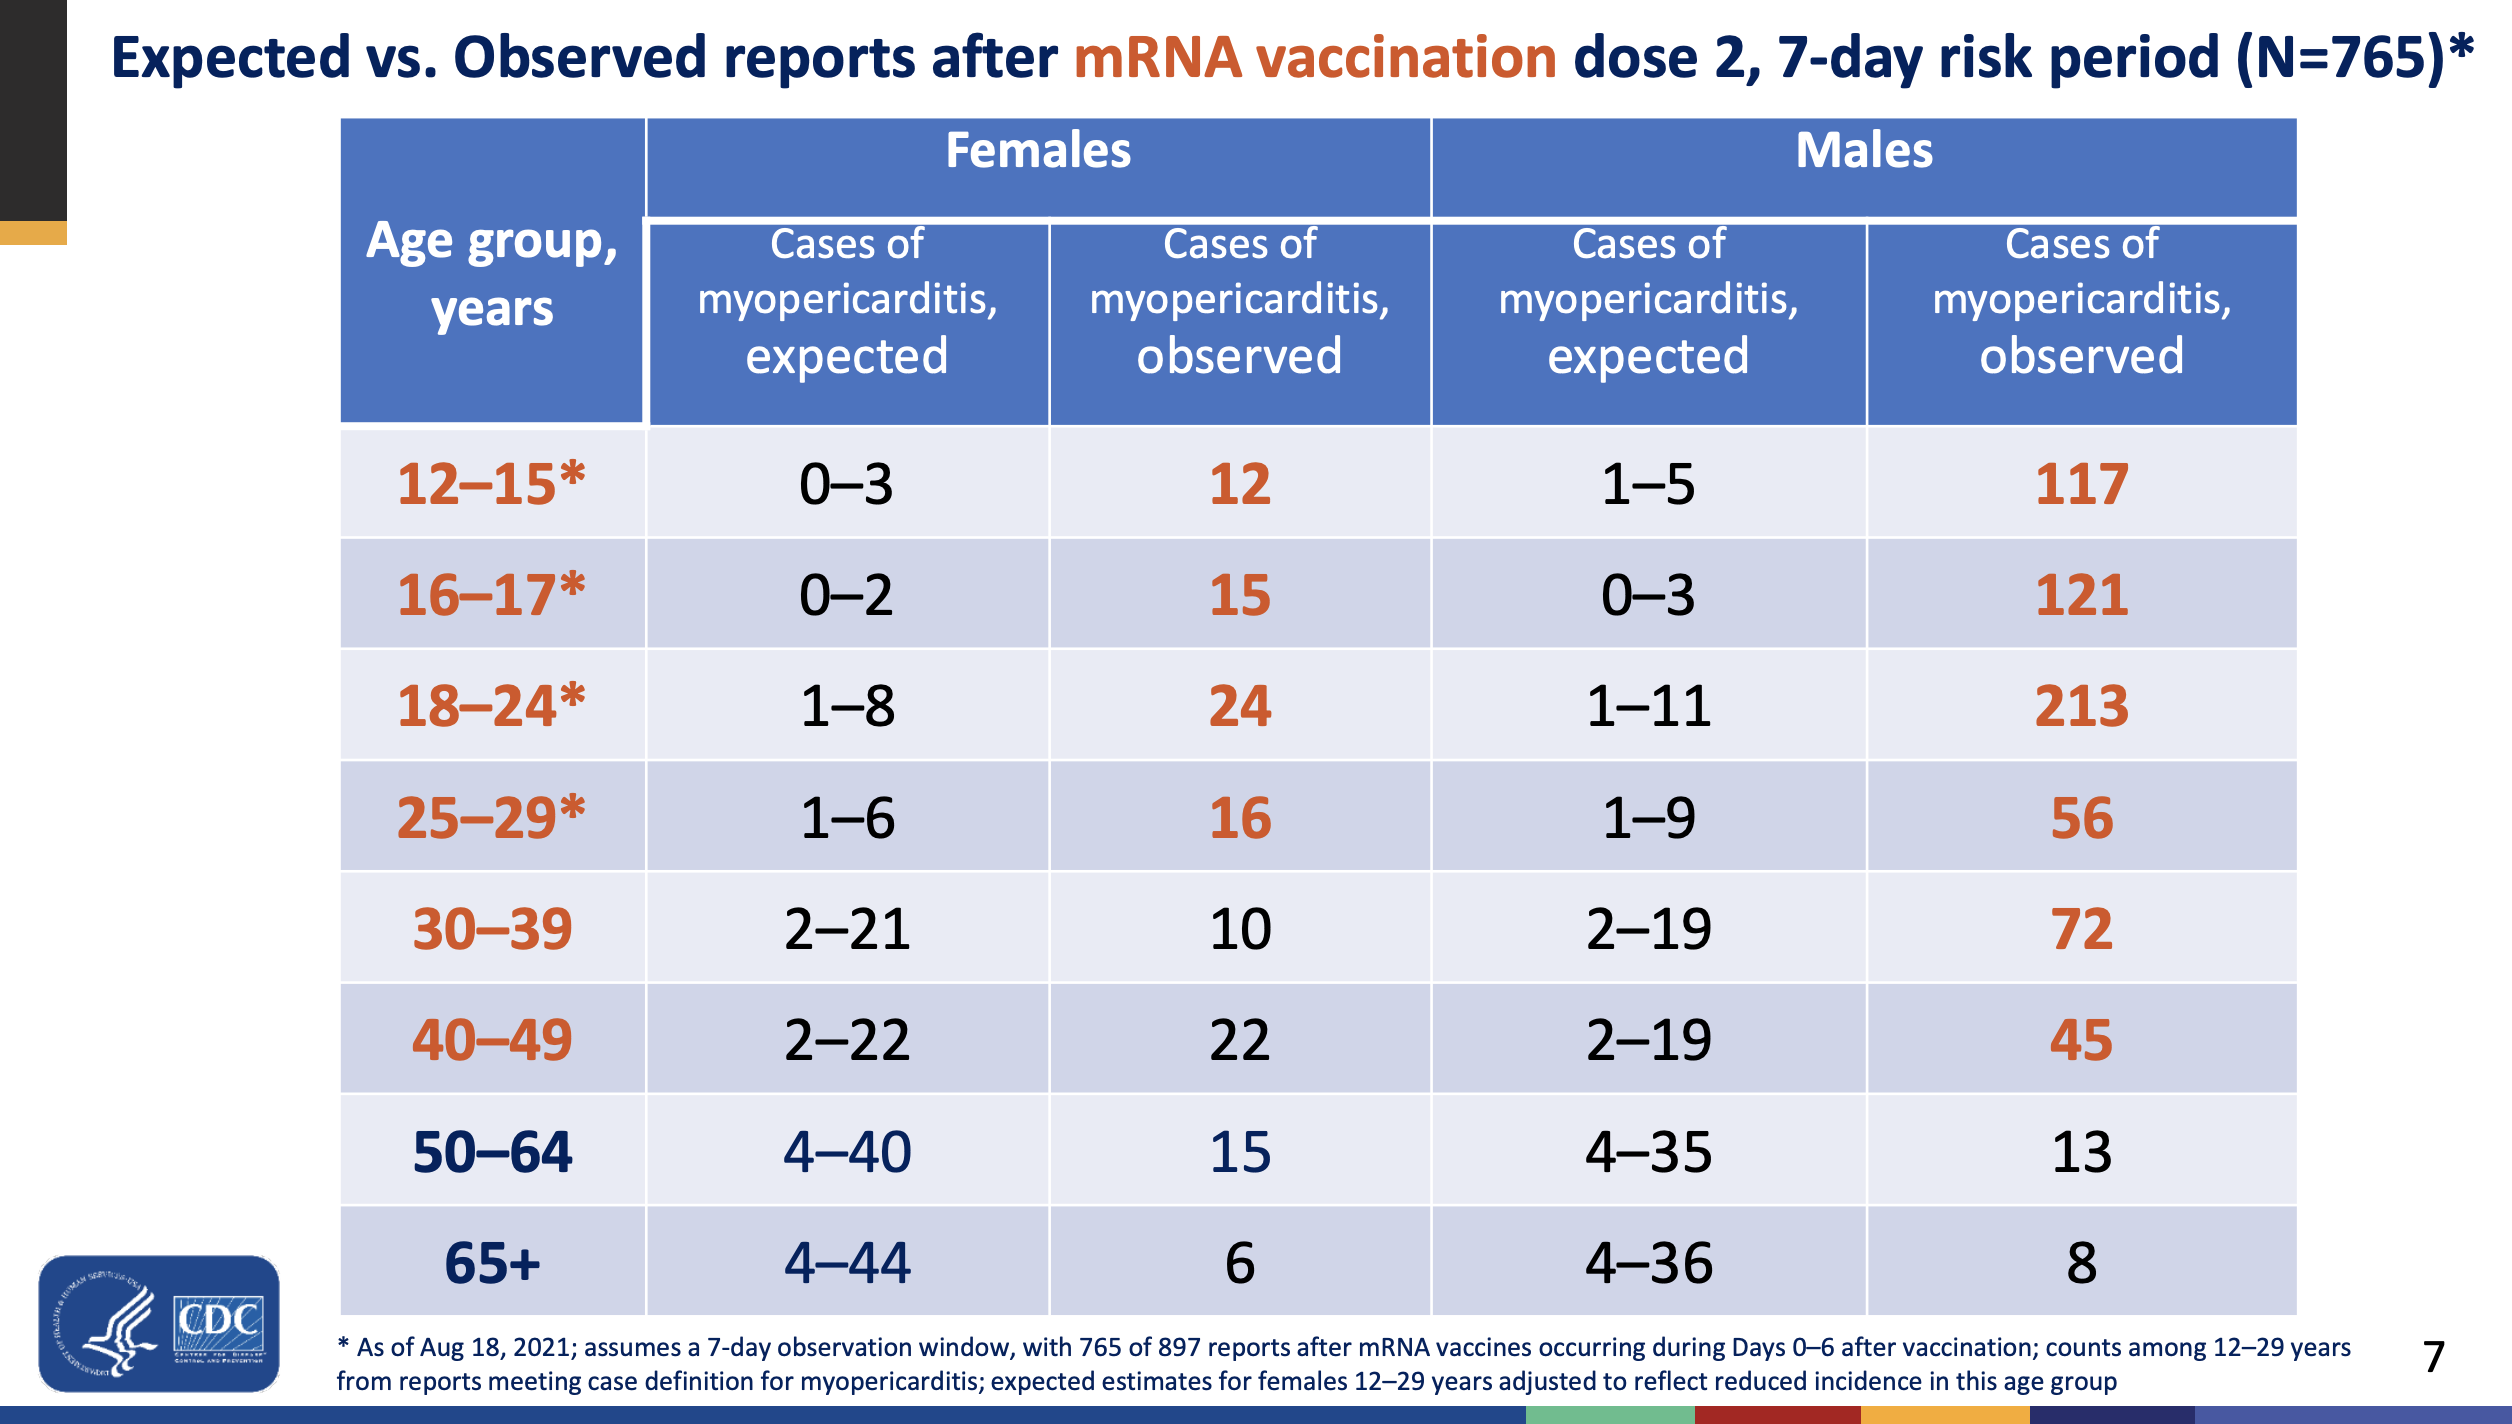 Expected vs. Observed reports after mRNA vaccination dose 2, 7-day risk period (N=765)*
Age group,
years
Females
Males
Cases of
myopericarditis,
expected
Cases of
myopericarditis,
observed
Cases of
myopericarditis,
expected
Cases of
myopericarditis,
observed
12–15* 0–3 12 1–5 117
16–17* 0–2 15 0–3 121
18–24* 1–8 24 1–11 213
25–29* 1–6 16 1–9 56
30–39 2–21 10 2–19 72
40–49 2–22 22 2–19 45
50–64 4–40 15 4–35 13
65+ 4–44 6 4–36 8
CDC
CENTERS FOR DISEASE
CONTROL AND PREVENTION
* As of Aug 18, 2021; assumes a 7-day observation window, with 765 of 897 reports after mRNA vaccines occurring during Days 0–6 after vaccination; counts among 12–29 years
from reports meeting case definition for myopericarditis; expected estimates for females 12–29 years adjusted to reflect reduced incidence in this age group
7